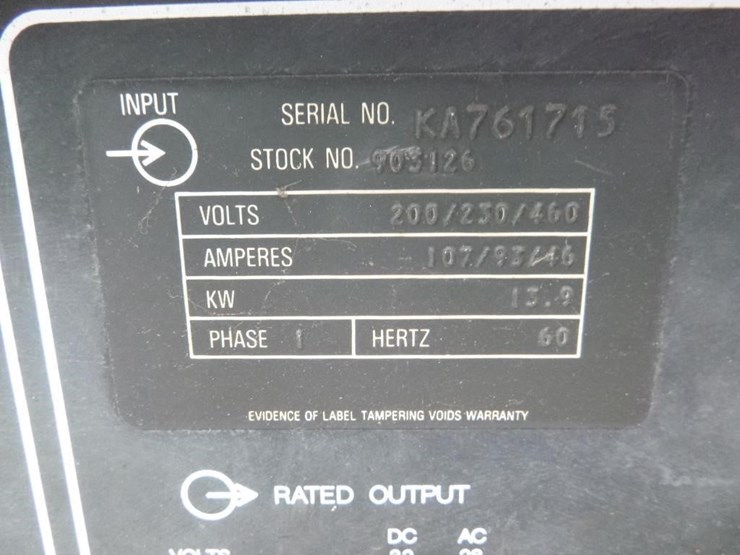 INPUT
SERIAL NO. KA761715
STOCK NO. 903126
VOLTS 200/230/460
AMPERES 107/93/46
KW 13.9
PHASE 1 HERTZ 60
EVIDENCE OF LABEL TAMPERING VOIDS WARRANTY
RATED OUTPUT
DC AC
VOLTS